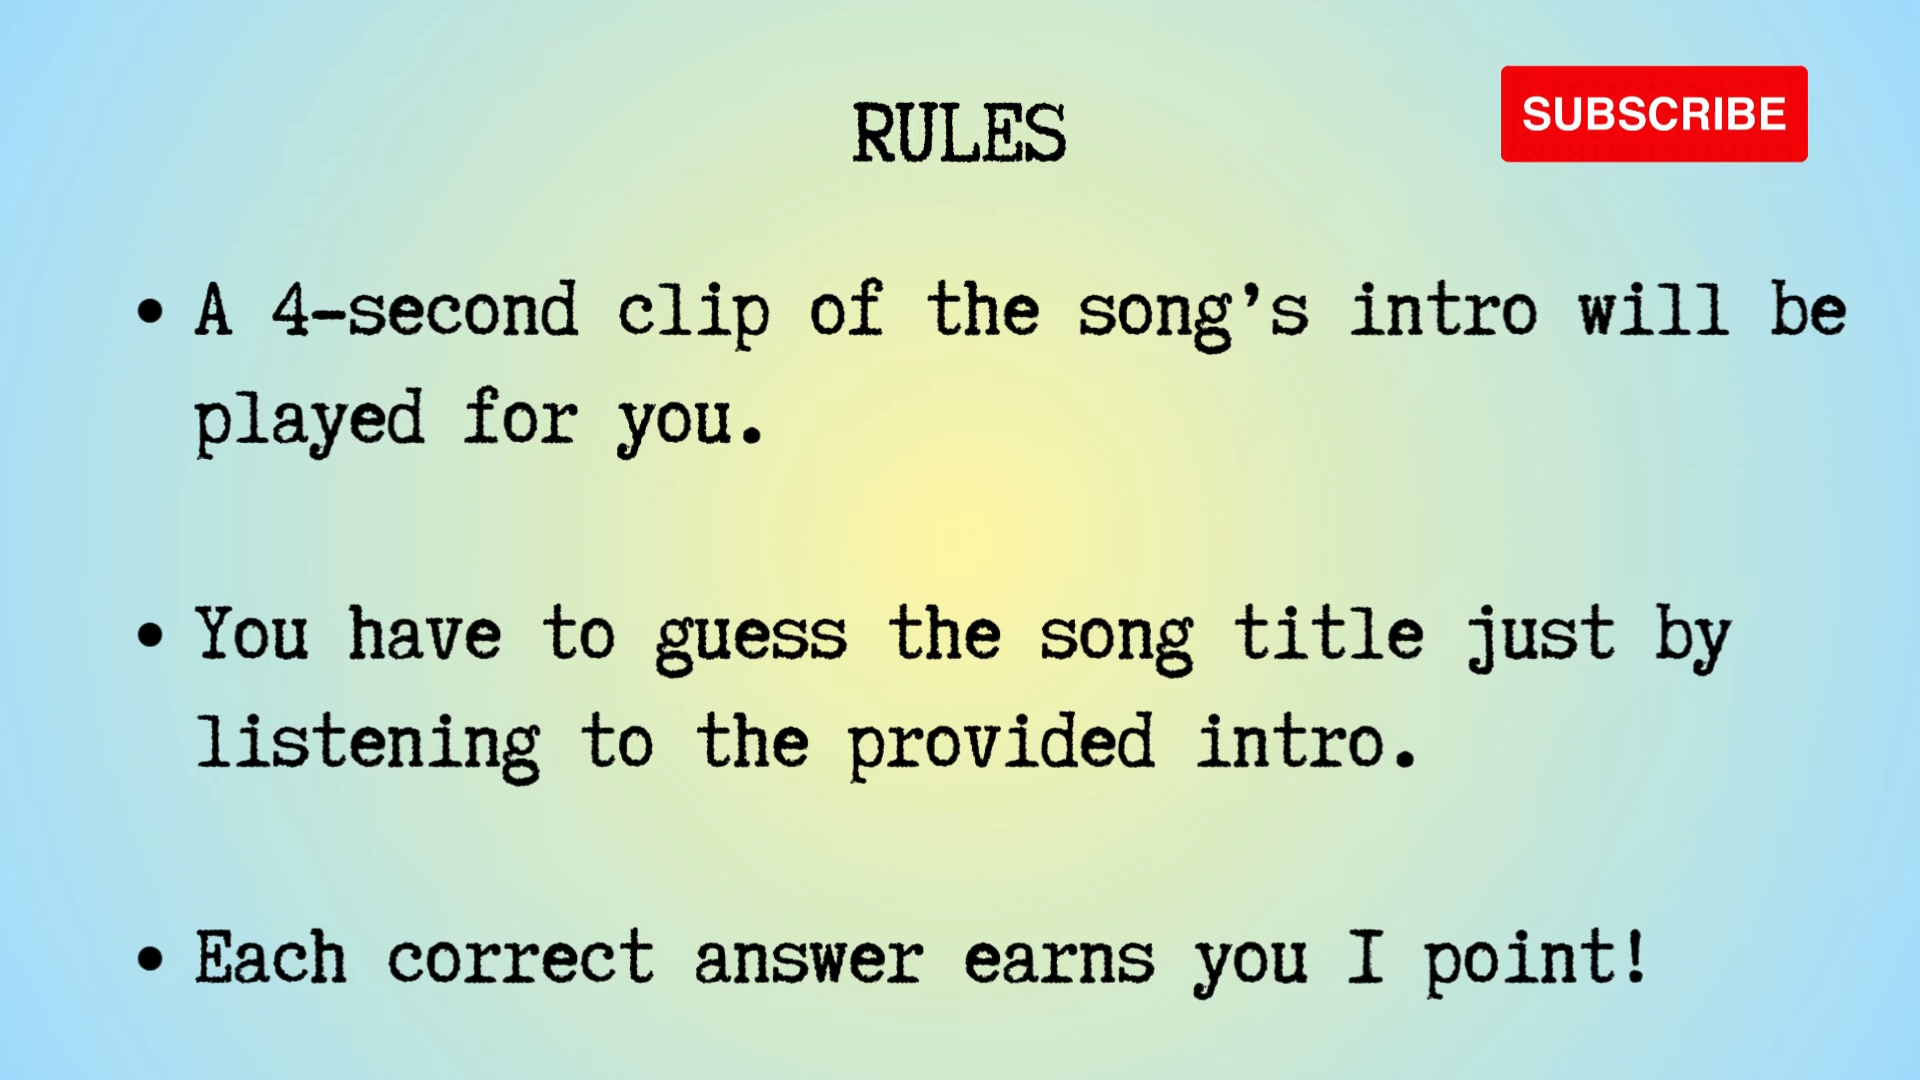 RULES
SUBSCRIBE
• A 4-second clip of the song's intro will be
played for you.
• You have to guess the song title just by
listening to the provided intro.
• Each correct answer earns you I point!